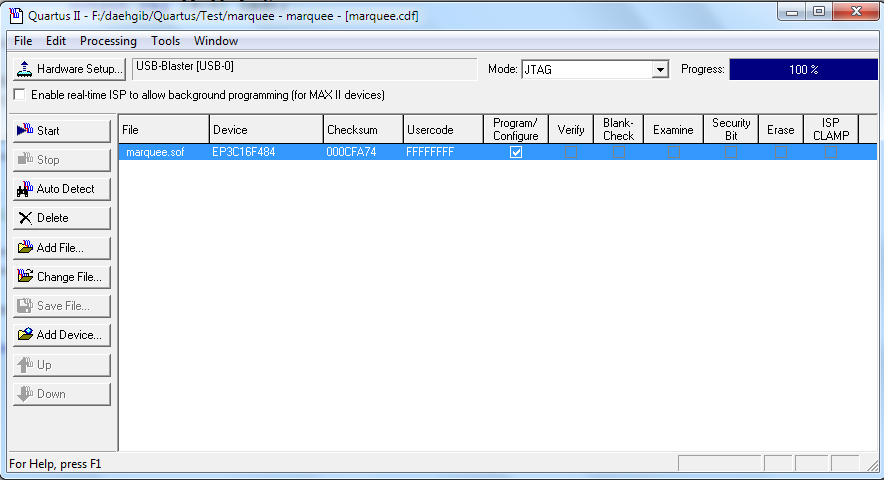 Quartus II - F:/daehgib/Quartus/Test/marquee - marquee - [marquee.cdf]
File Edit Processing Tools Window
Hardware Setup... USB-Blaster [USB-0] Mode: JTAG Progress: 100 %
Enable real-time ISP to allow background programming (for MAX II devices)
Start
Stop
Auto Detect
Delete
Add File...
Change File...
Save File...
Add Device...
Up
Down
File Device Checksum Usercode Program/ Configure Verify Blank- Check Examine Security Bit Erase ISP CLAMP
marquee.sof EP3C16F484 000CFA74 FFFFFFFF
For Help, press F1